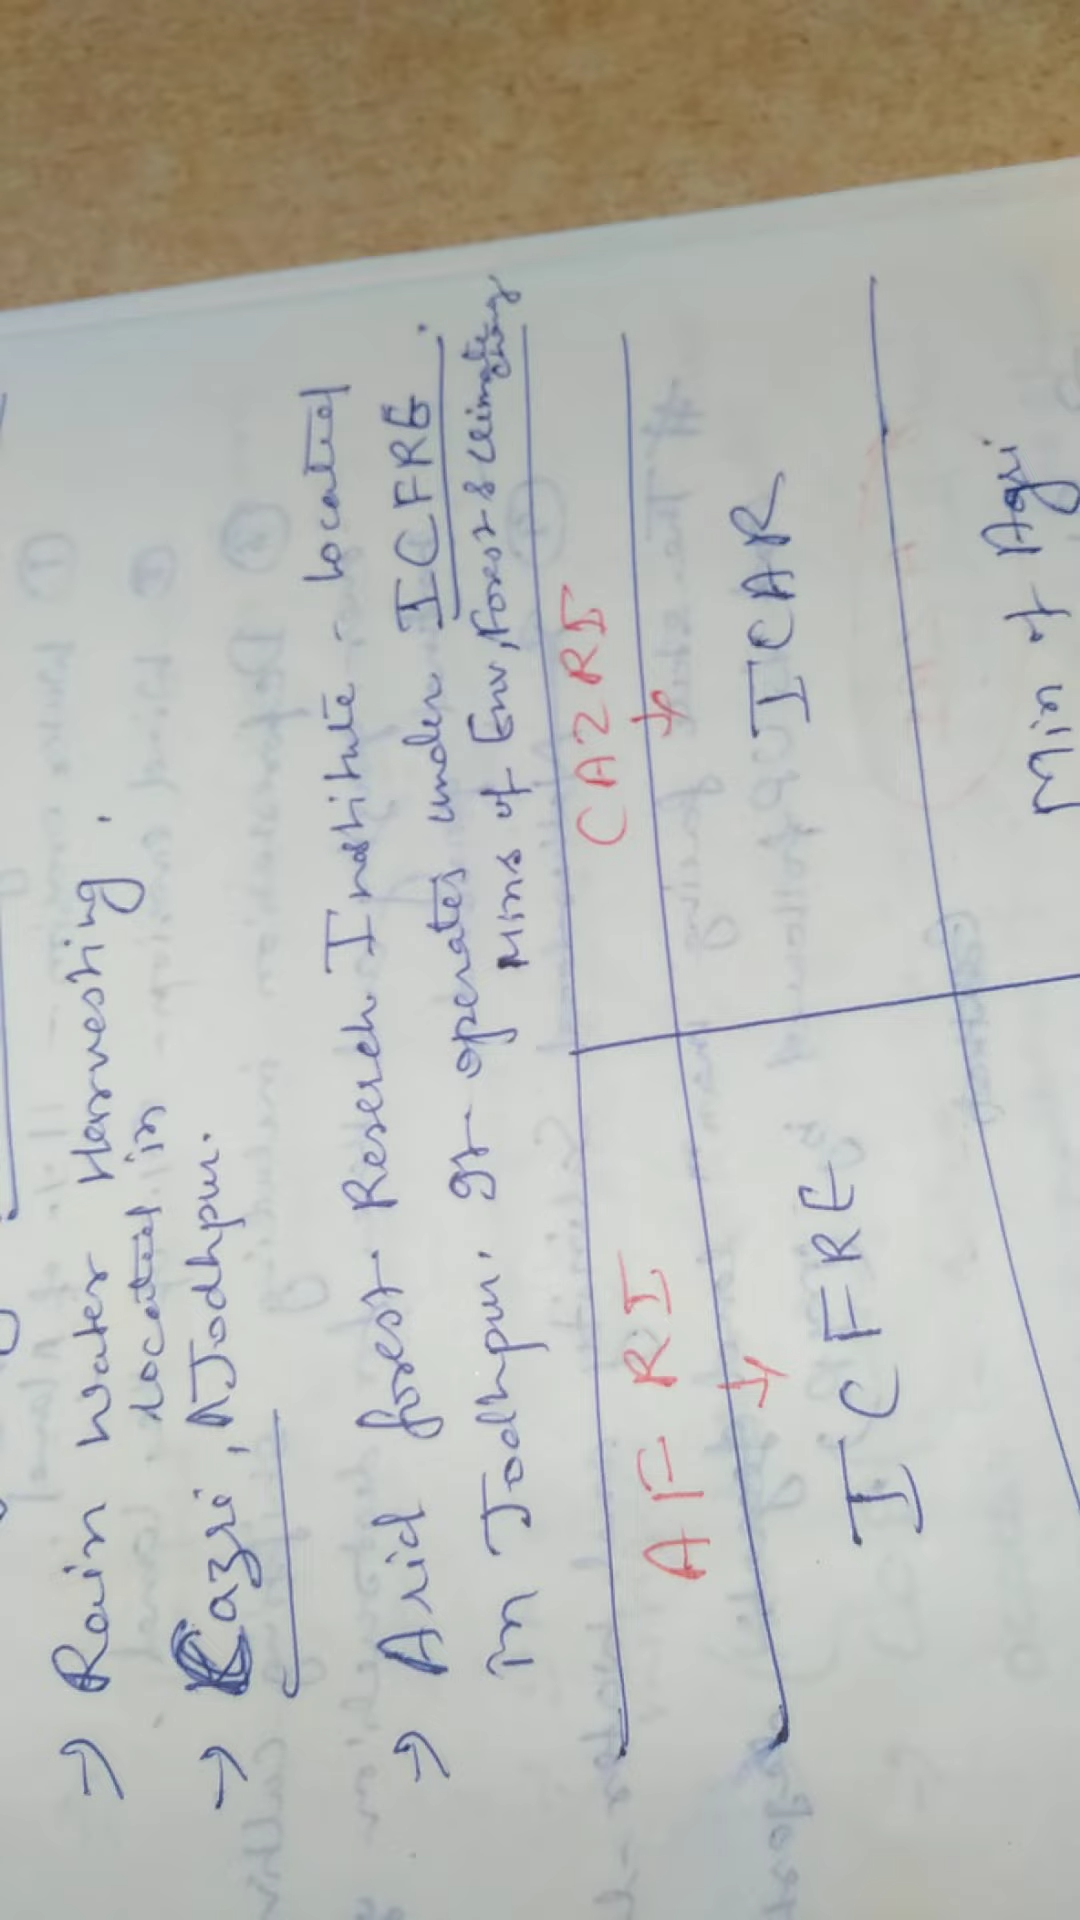 → Rain Water Harvesting.
located in
→ Cazri, Jodhpur.
→ Arid forest Reserch Institute - located
in Jodhpur. It operates under ICFRE.
Mins of Env, Forest & Climate Change
AFRI CAZRI
↓ ↓
ICFRE ICAR
Min of Agri